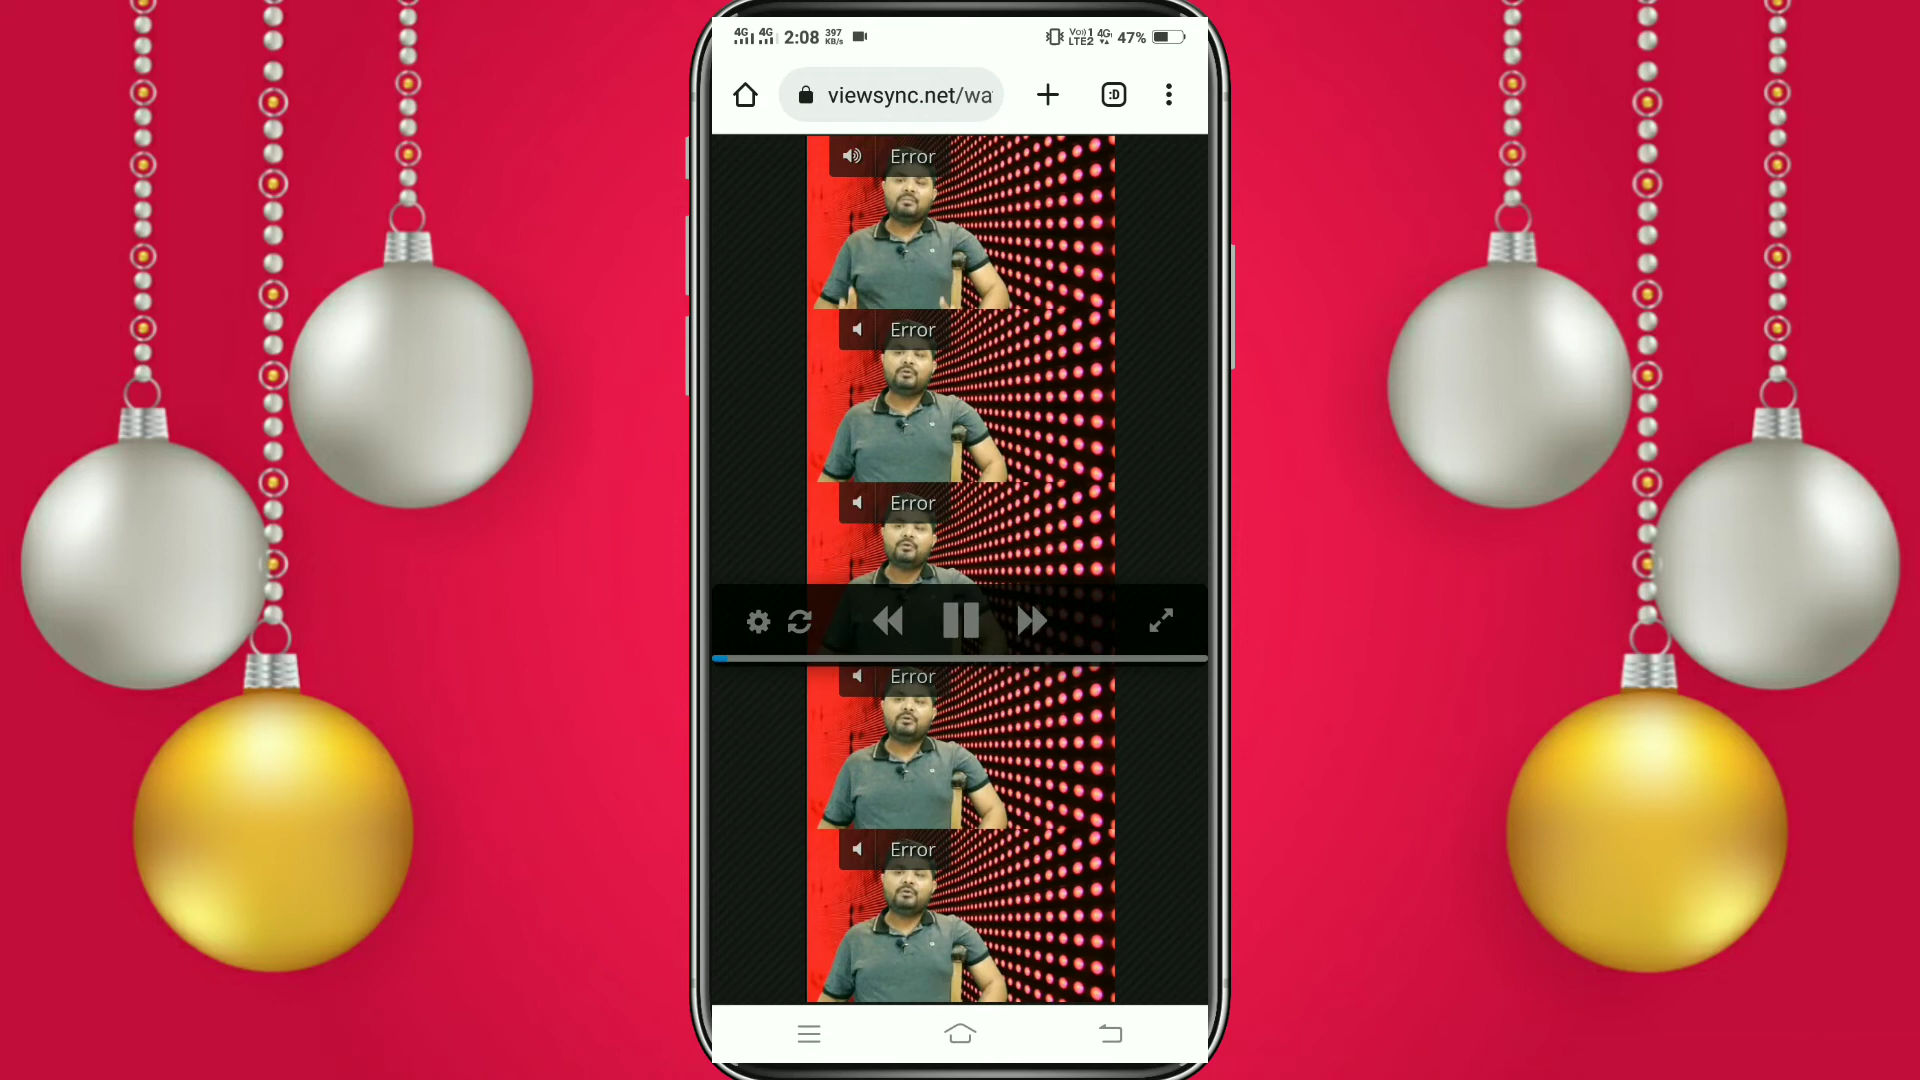 4G 4G 2:08 397 KB/s Vo)) 1 LTE2 4G 47%
viewsync.net/wa
:D
Error
Error
Error
Error
Error